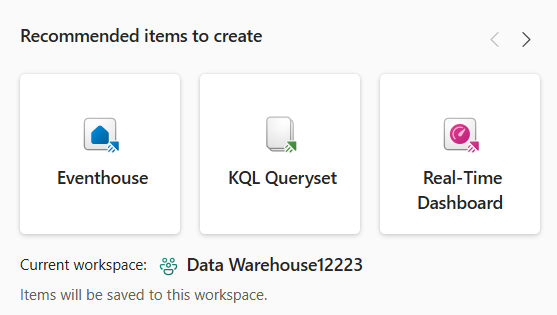 Recommended items to create
Eventhouse
KQL Queryset
Real-Time
Dashboard
Current workspace: Data Warehouse12223
Items will be saved to this workspace.